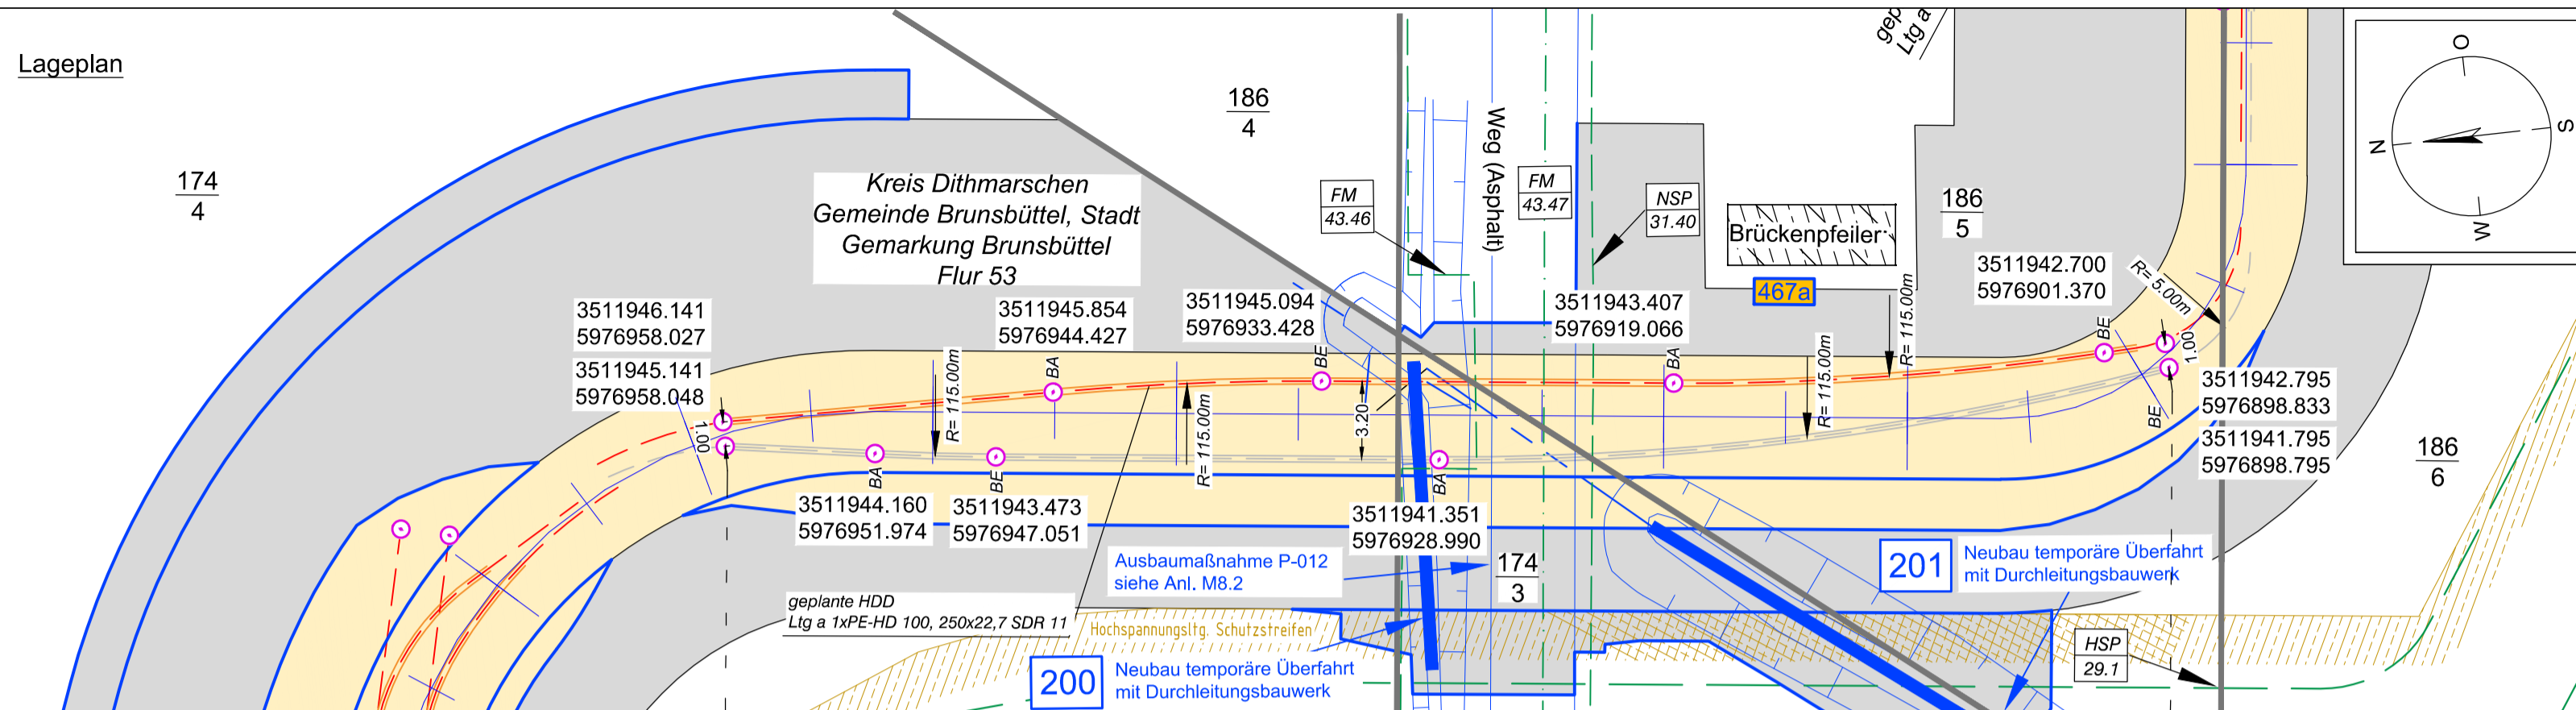 Lageplan
174
4
186
4
Kreis Dithmarschen
Gemeinde Brunsbüttel, Stadt
Gemarkung Brunsbüttel
Flur 53
Weg (Asphalt)
FM
43.46
FM
43.47
NSP
31.40
Brückenpfeiler
467a
186
5
gep
Ltg a
O
N
S
W
3511946.141
5976958.027
3511945.141
5976958.048
3511945.854
5976944.427
3511945.094
5976933.428
3511943.407
5976919.066
3511942.700
5976901.370
R= 5.00m
BA
BE
BA
BE
R= 115.00m
R= 115.00m
R= 115.00m
R= 115.00m
1.00
3.20
1.00
BA
BE
BA
BE
3511942.795
5976898.833
3511941.795
5976898.795
3511944.160
5976951.974
3511943.473
5976947.051
3511941.351
5976928.990
186
6
Ausbaumaßnahme P-012
siehe Anl. M8.2
174
3
201
Neubau temporäre Überfahrt
mit Durchleitungsbauwerk
geplante HDD
Ltg a 1xPE-HD 100, 250x22,7 SDR 11
Hochspannungsltg. Schutzstreifen
200
Neubau temporäre Überfahrt
mit Durchleitungsbauwerk
HSP
29.1